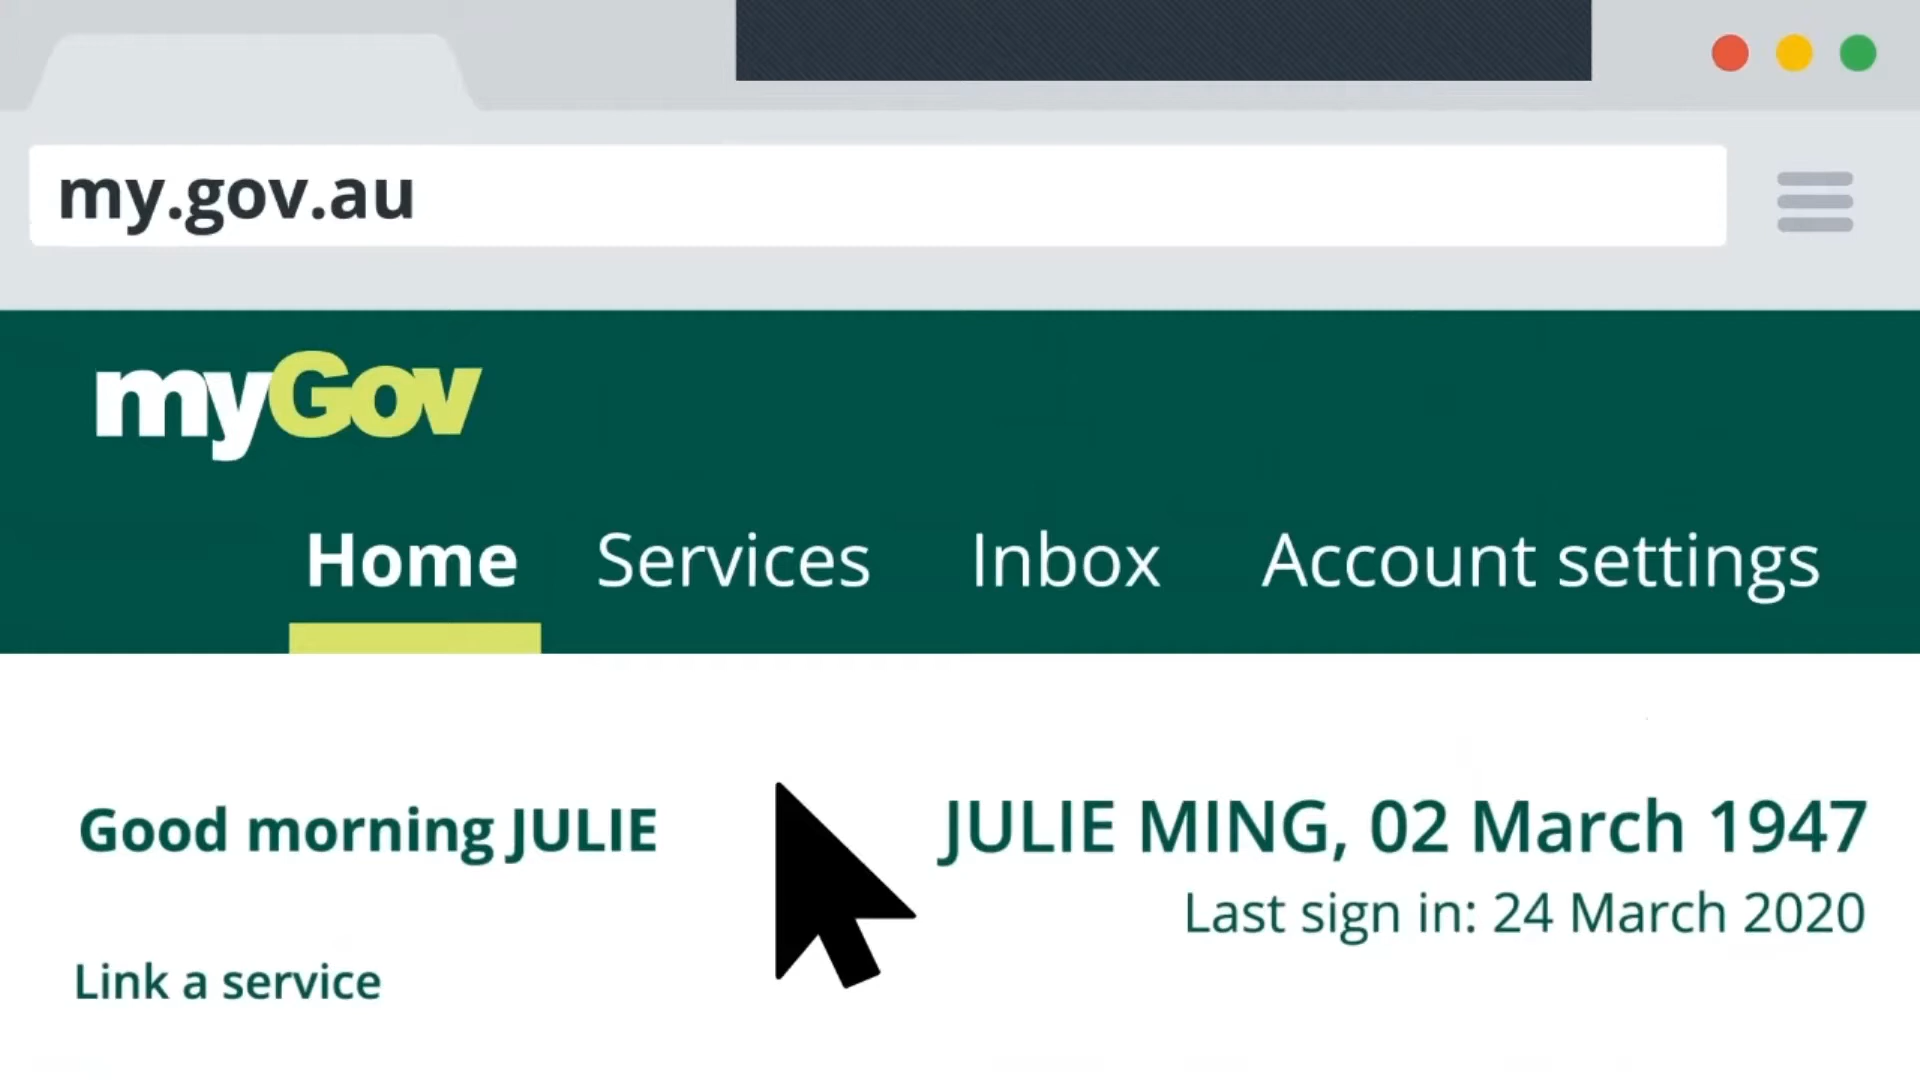 my.gov.au
myGov
Home Services Inbox Account settings
Good morning JULIE
JULIE MING, 02 March 1947
Last sign in: 24 March 2020
Link a service